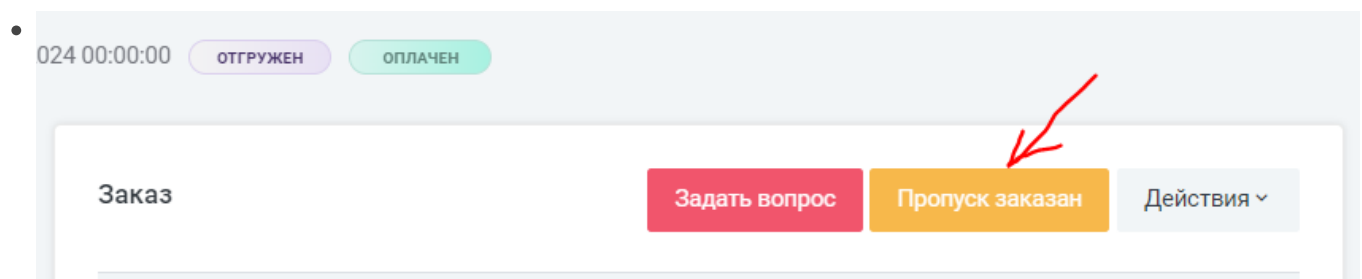 024 00:00:00 ОТГРУЖЕН ОПЛАЧЕН
Заказ Задать вопрос Пропуск заказан Действия